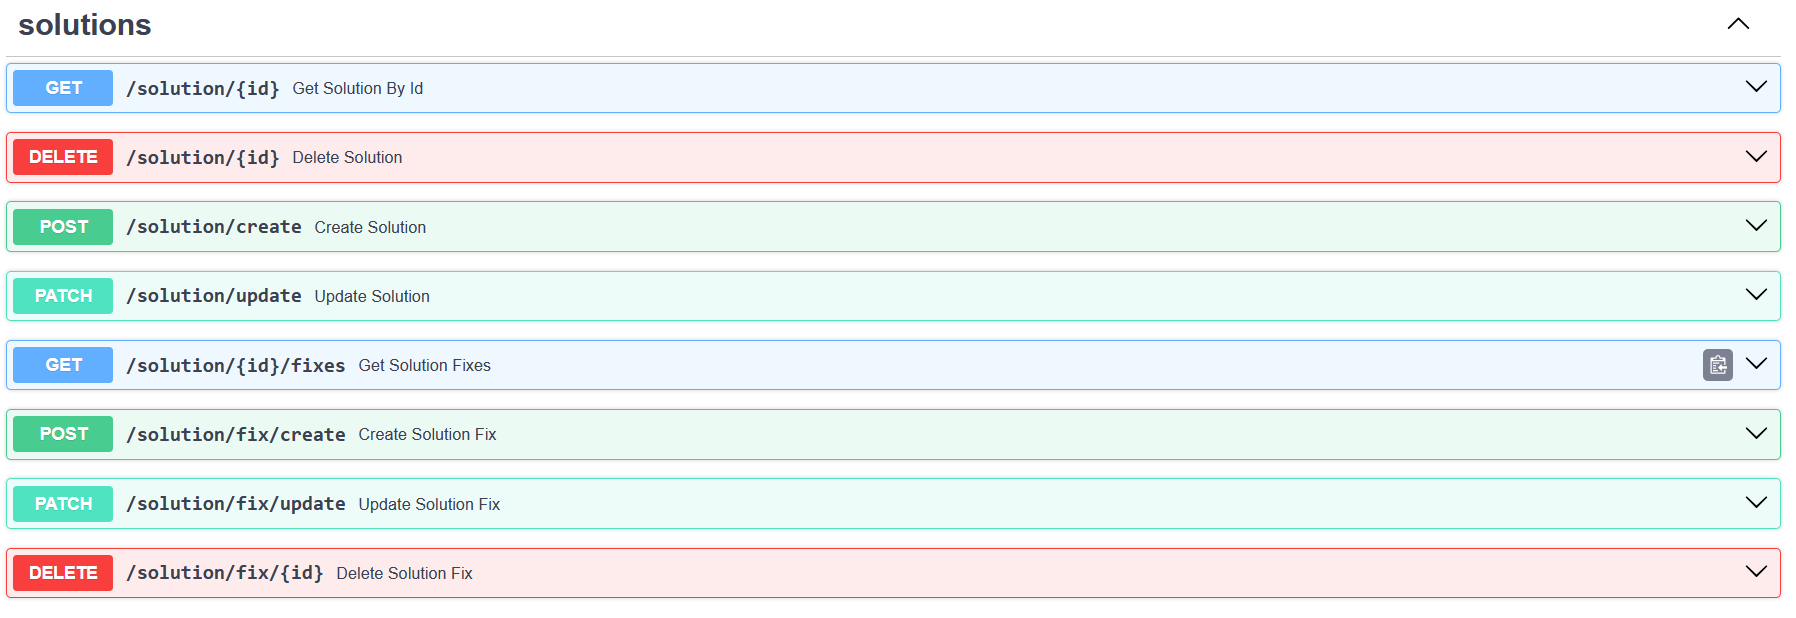 solutions
GET /solution/{id} Get Solution By Id
DELETE /solution/{id} Delete Solution
POST /solution/create Create Solution
PATCH /solution/update Update Solution
GET /solution/{id}/fixes Get Solution Fixes
POST /solution/fix/create Create Solution Fix
PATCH /solution/fix/update Update Solution Fix
DELETE /solution/fix/{id} Delete Solution Fix